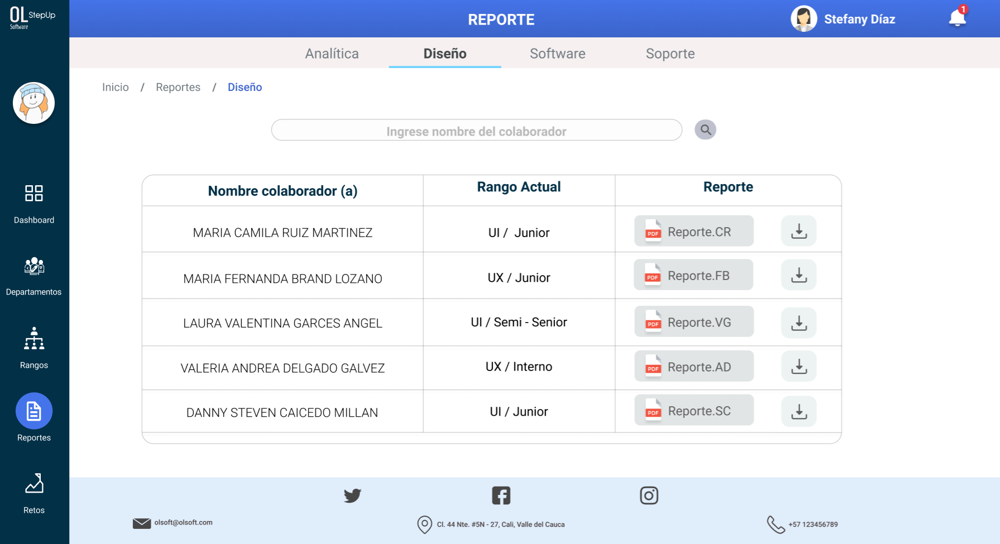 OL StepUp
Software
REPORTE
Stefany Díaz
1
Analítica
Diseño
Software
Soporte
Inicio / Reportes / Diseño
Ingrese nombre del colaborador
Dashboard
Departamentos
Rangos
Reportes
Retos
Nombre colaborador (a)
Rango Actual
Reporte
MARIA CAMILA RUIZ MARTINEZ
UI / Junior
PDF
Reporte.CR
MARIA FERNANDA BRAND LOZANO
UX / Junior
PDF
Reporte.FB
LAURA VALENTINA GARCES ANGEL
UI / Semi - Senior
PDF
Reporte.VG
VALERIA ANDREA DELGADO GALVEZ
UX / Interno
PDF
Reporte.AD
DANNY STEVEN CAICEDO MILLAN
UI / Junior
PDF
Reporte.SC
olsoft@olsoft.com
Cl. 44 Nte. #5N - 27, Cali, Valle del Cauca
+57 123456789